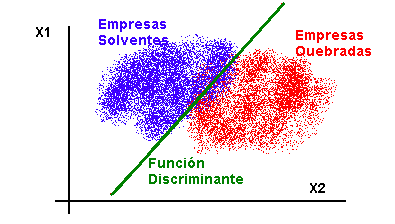 X1
Empresas
Solventes
Empresas
Quebradas
Función
Discriminante
X2